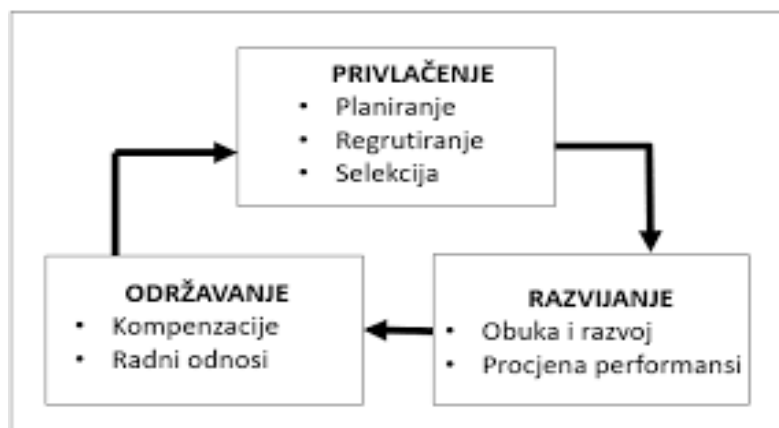 PRIVLAČENJE
• Planiranje
• Regrutiranje
• Selekcija
ODRŽAVANJE
• Kompenzacije
• Radni odnosi
RAZVIJANJE
• Obuka i razvoj
• Procjena performansi